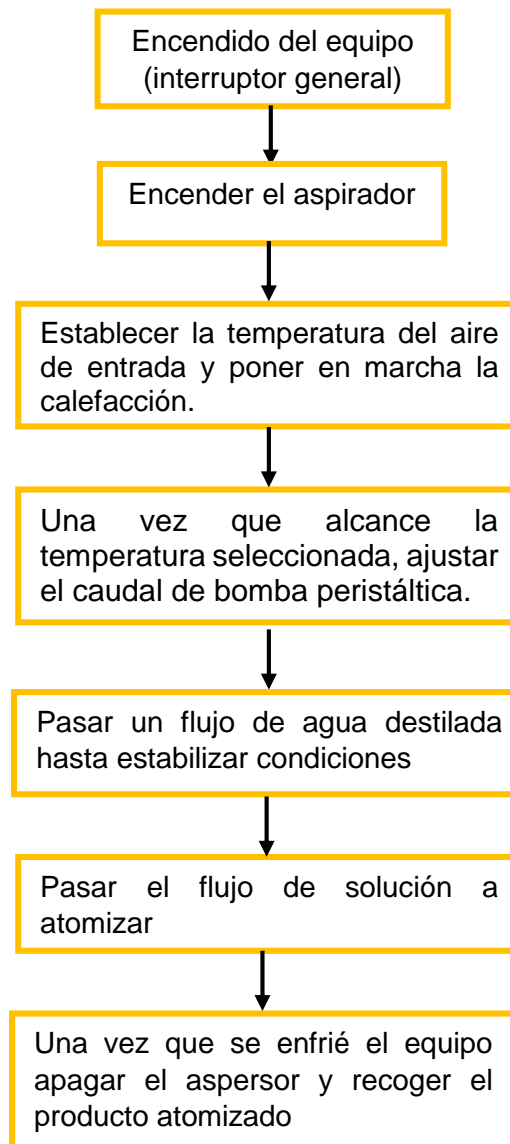 Encendido del equipo
(interruptor general)
Encender el aspirador
Establecer la temperatura del aire
de entrada y poner en marcha la
calefacción.
Una vez que alcance la
temperatura seleccionada, ajustar
el caudal de bomba peristáltica.
Pasar un flujo de agua destilada
hasta estabilizar condiciones
Pasar el flujo de solución a
atomizar
Una vez que se enfrié el equipo
apagar el aspersor y recoger el
producto atomizado